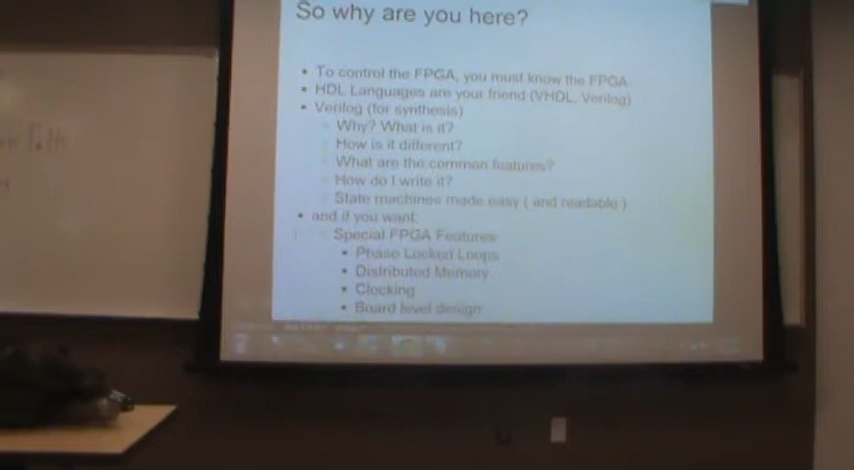 So why are you here?
• To control the FPGA, you must know the FPGA
• HDL Languages are your friend (VHDL, Verilog)
• Verilog (for synthesis)
Why? What is it?
How is it different?
What are the common features?
How do I write it?
State machines made easy ( and readable )
• and if you want:
Special FPGA Features:
• Phase Locked Loops
• Distributed Memory
• Clocking
• Board level design